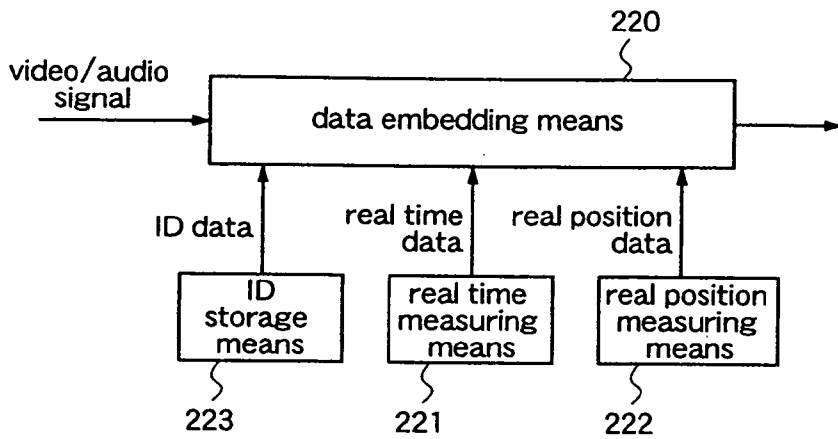 220
video/audio
signal
data embedding means
ID data
real time
data
real position
data
ID
storage
means
real time
measuring
means
real position
measuring
means
223
221
222